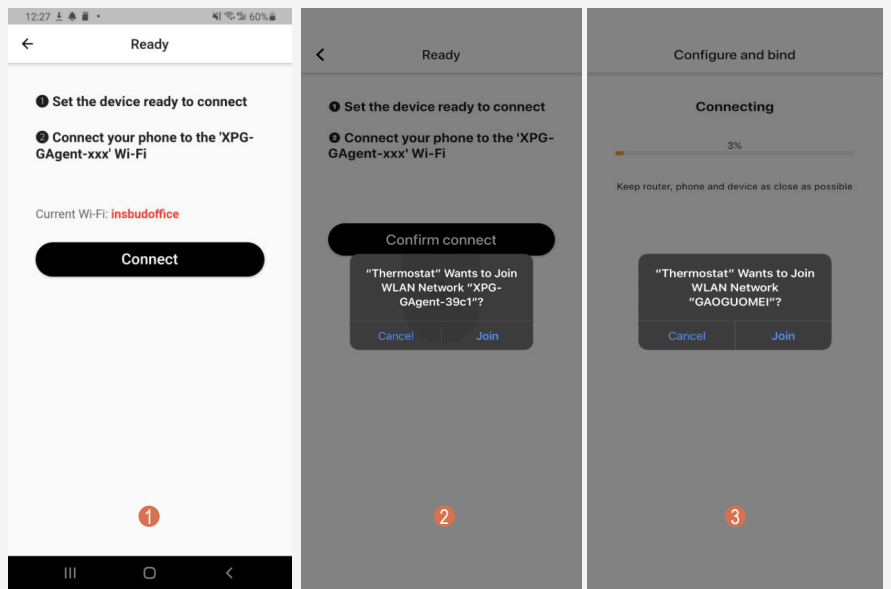 12:27
60%
Ready
❶ Set the device ready to connect
❷ Connect your phone to the 'XPG-
GAgent-xxx' Wi-Fi
Current Wi-Fi: insbudoffice
Connect
1
Ready
❶ Set the device ready to connect
❷ Connect your phone to the 'XPG-
GAgent-xxx' Wi-Fi
Confirm connect
“Thermostat” Wants to Join
WLAN Network “XPG-
GAgent-39c1”?
Cancel
Join
2
Configure and bind
Connecting
3%
Keep router, phone and device as close as possible
“Thermostat” Wants to Join
WLAN Network
“GAOGUOMEI”?
Cancel
Join
3